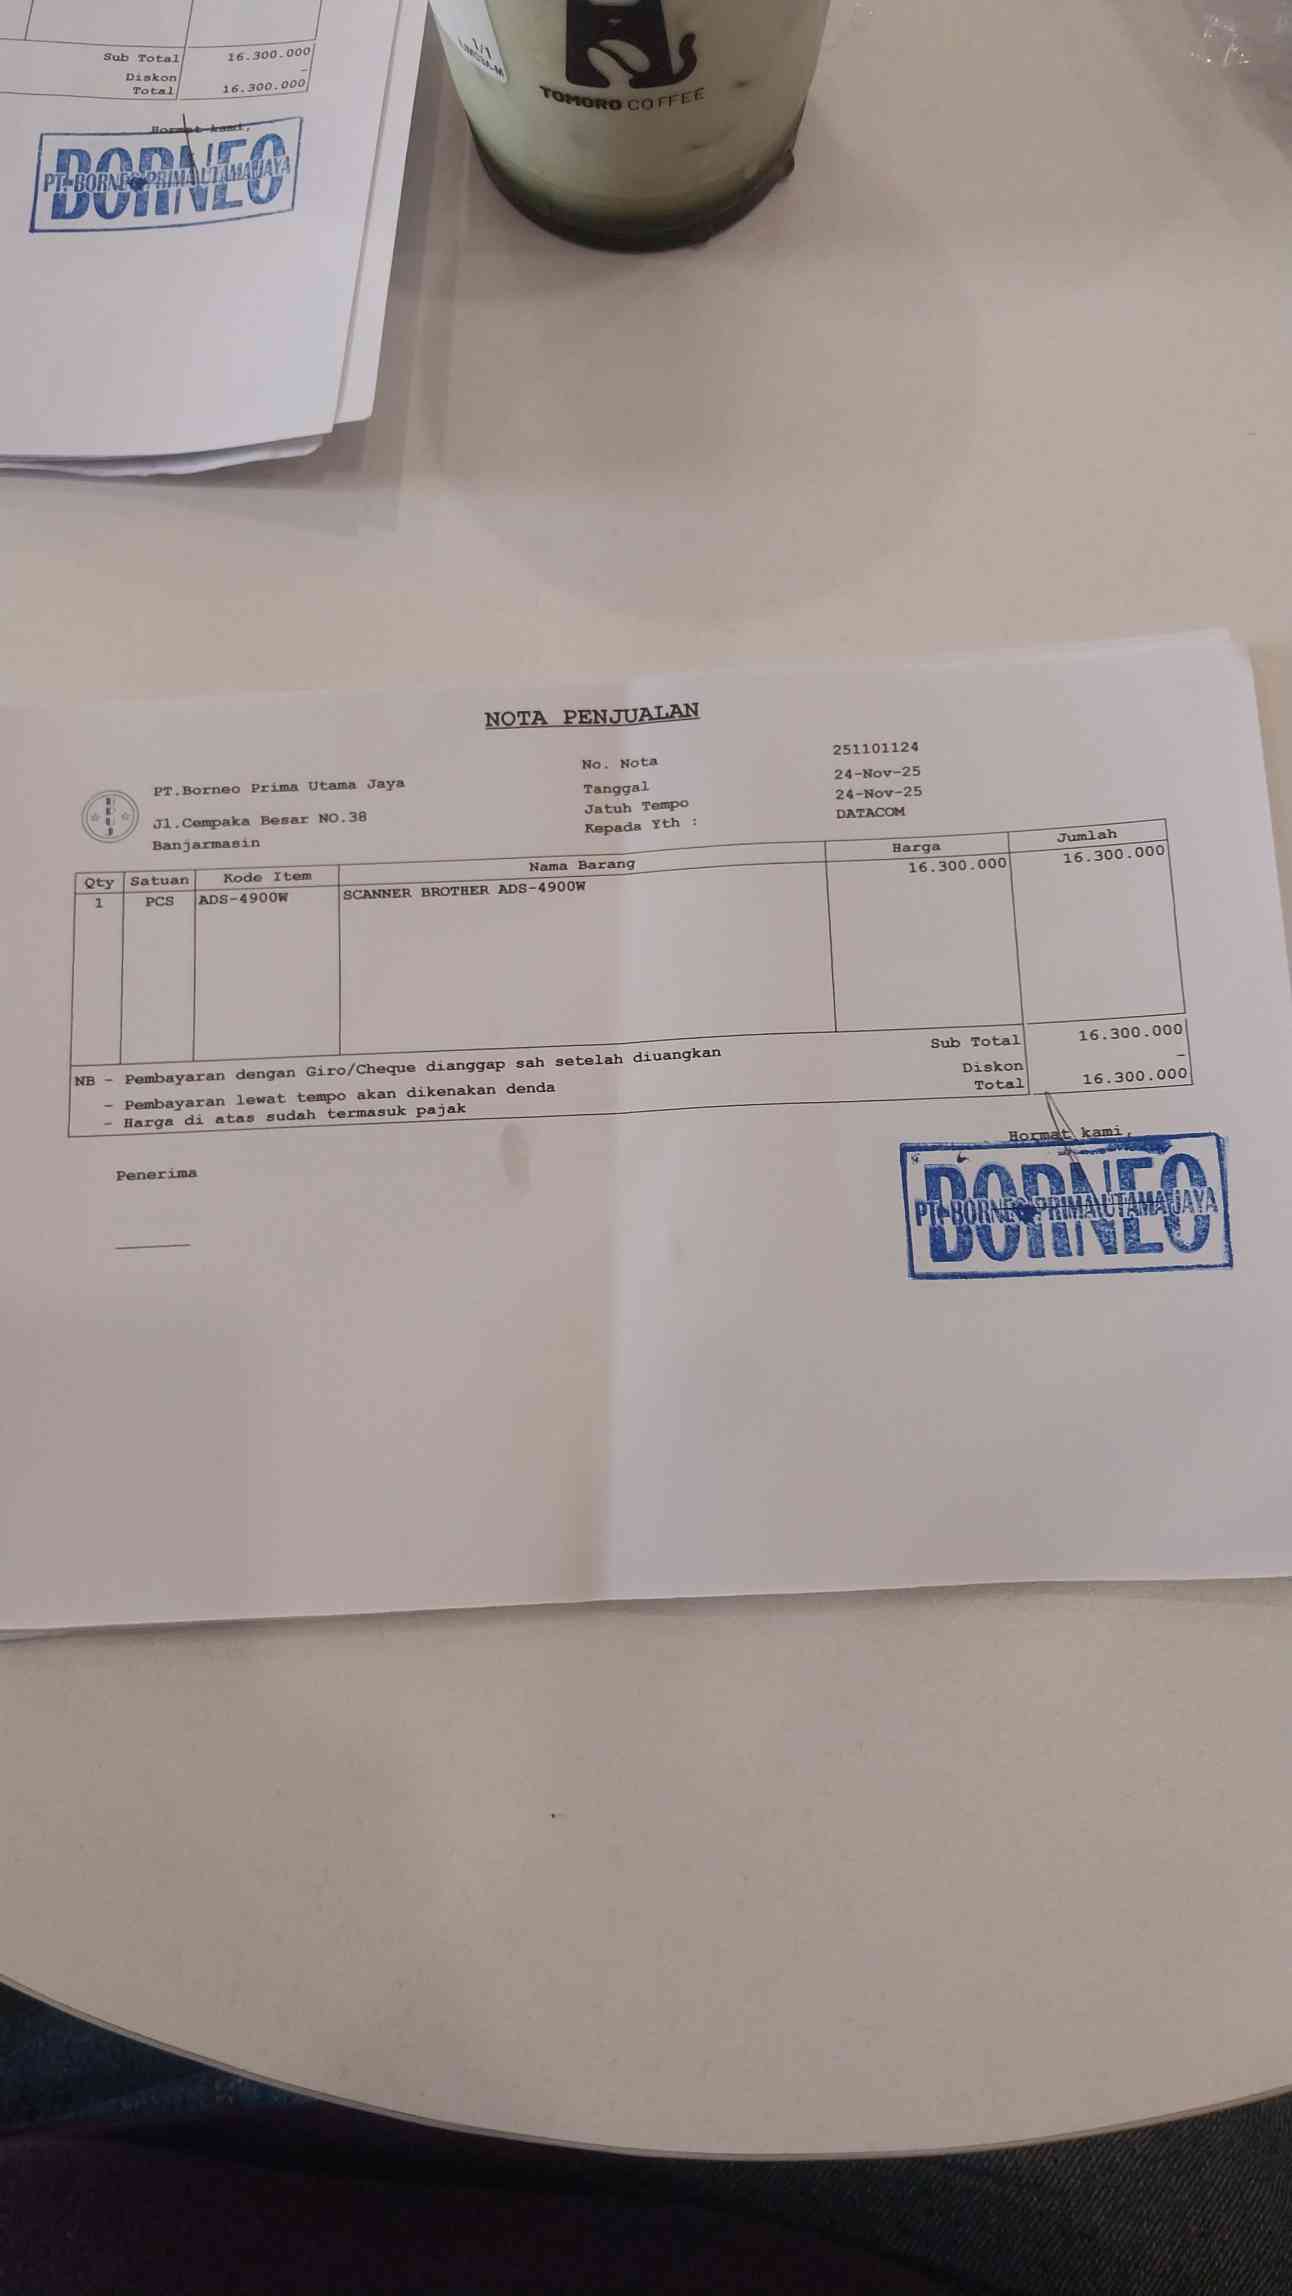 Sub Total 16.300.000
Diskon -
Total 16.300.000
Hormat kami,
BORNEO
PT. BORNEO PRIMA UTAMA JAYA
1/1
TOMORO COFFEE
NOTA PENJUALAN
PT.Borneo Prima Utama Jaya
Jl.Cempaka Besar NO.38
Banjarmasin
No. Nota 251101124
Tanggal 24-Nov-25
Jatuh Tempo 24-Nov-25
Kepada Yth : DATACOM
Qty Satuan Kode Item Nama Barang Harga Jumlah
1 PCS ADS-4900W SCANNER BROTHER ADS-4900W 16.300.000 16.300.000
NB - Pembayaran dengan Giro/Cheque dianggap sah setelah diuangkan
- Pembayaran lewat tempo akan dikenakan denda
- Harga di atas sudah termasuk pajak
Sub Total 16.300.000
Diskon -
Total 16.300.000
Penerima
Hormat kami,
BORNEO
PT. BORNEO PRIMA UTAMA JAYA